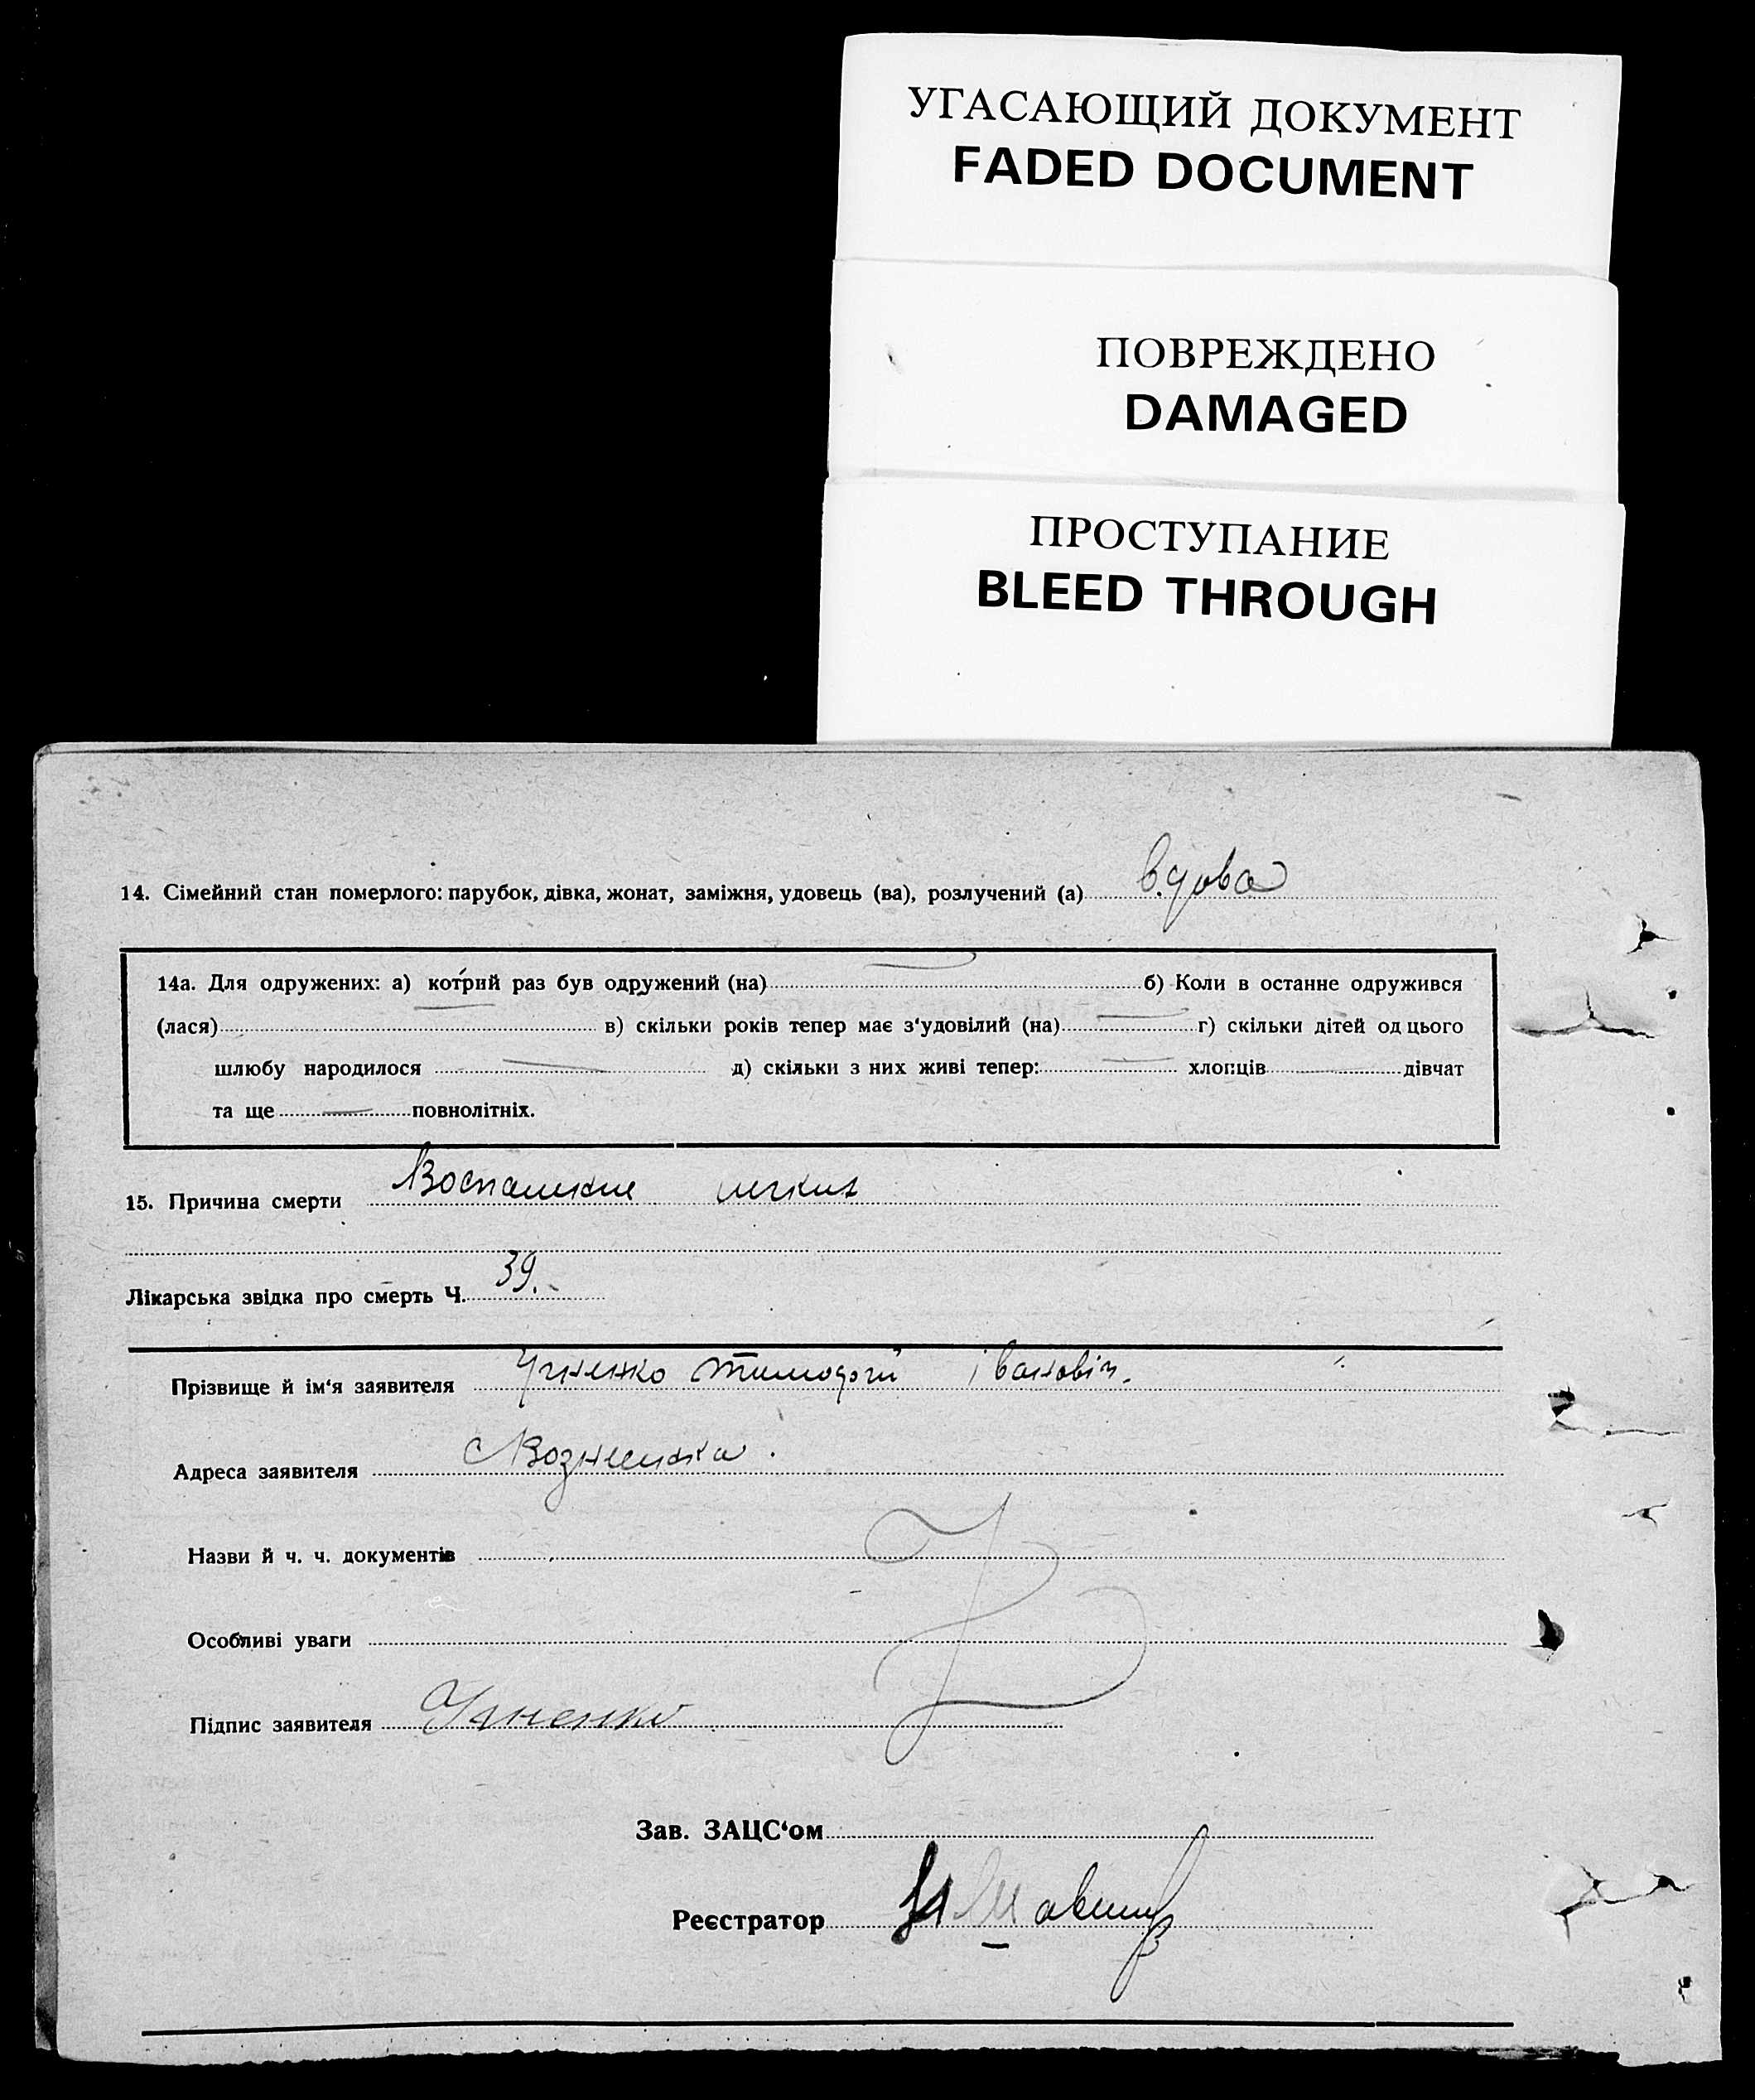 УГАСАЮЩИЙ ДОКУМЕНТ
FADED DOCUMENT
ПОВРЕЖДЕНО
DAMAGED
ПРОСТУПАНИЕ
BLEED THROUGH
14. Сімейний стан померлого: парубок, дівка, жонат, заміжня, удовець (ва), розлучений (а) вдова
14а. Для одружених: а) котрий раз був одружений (на) — б) Коли в останнє одружився
(лася) — в) скільки років тепер має з‘удовілий (на) — г) скільки дітей од цього
шлюбу народилося — д) скільки з них живі тепер: — хлопців — дівчат
та ще — повнолітніх.
15. Причина смерти Воспаление легких
Лікарська звідка про смерть Ч. 39.
Прізвище й ім‘я заявителя Івановіч.
Адреса заявителя с Вознесенка.
Назви й ч. ч. документів
Особливі уваги
Підпис заявителя
Зав. ЗАЦС‘ом
Реєстратор